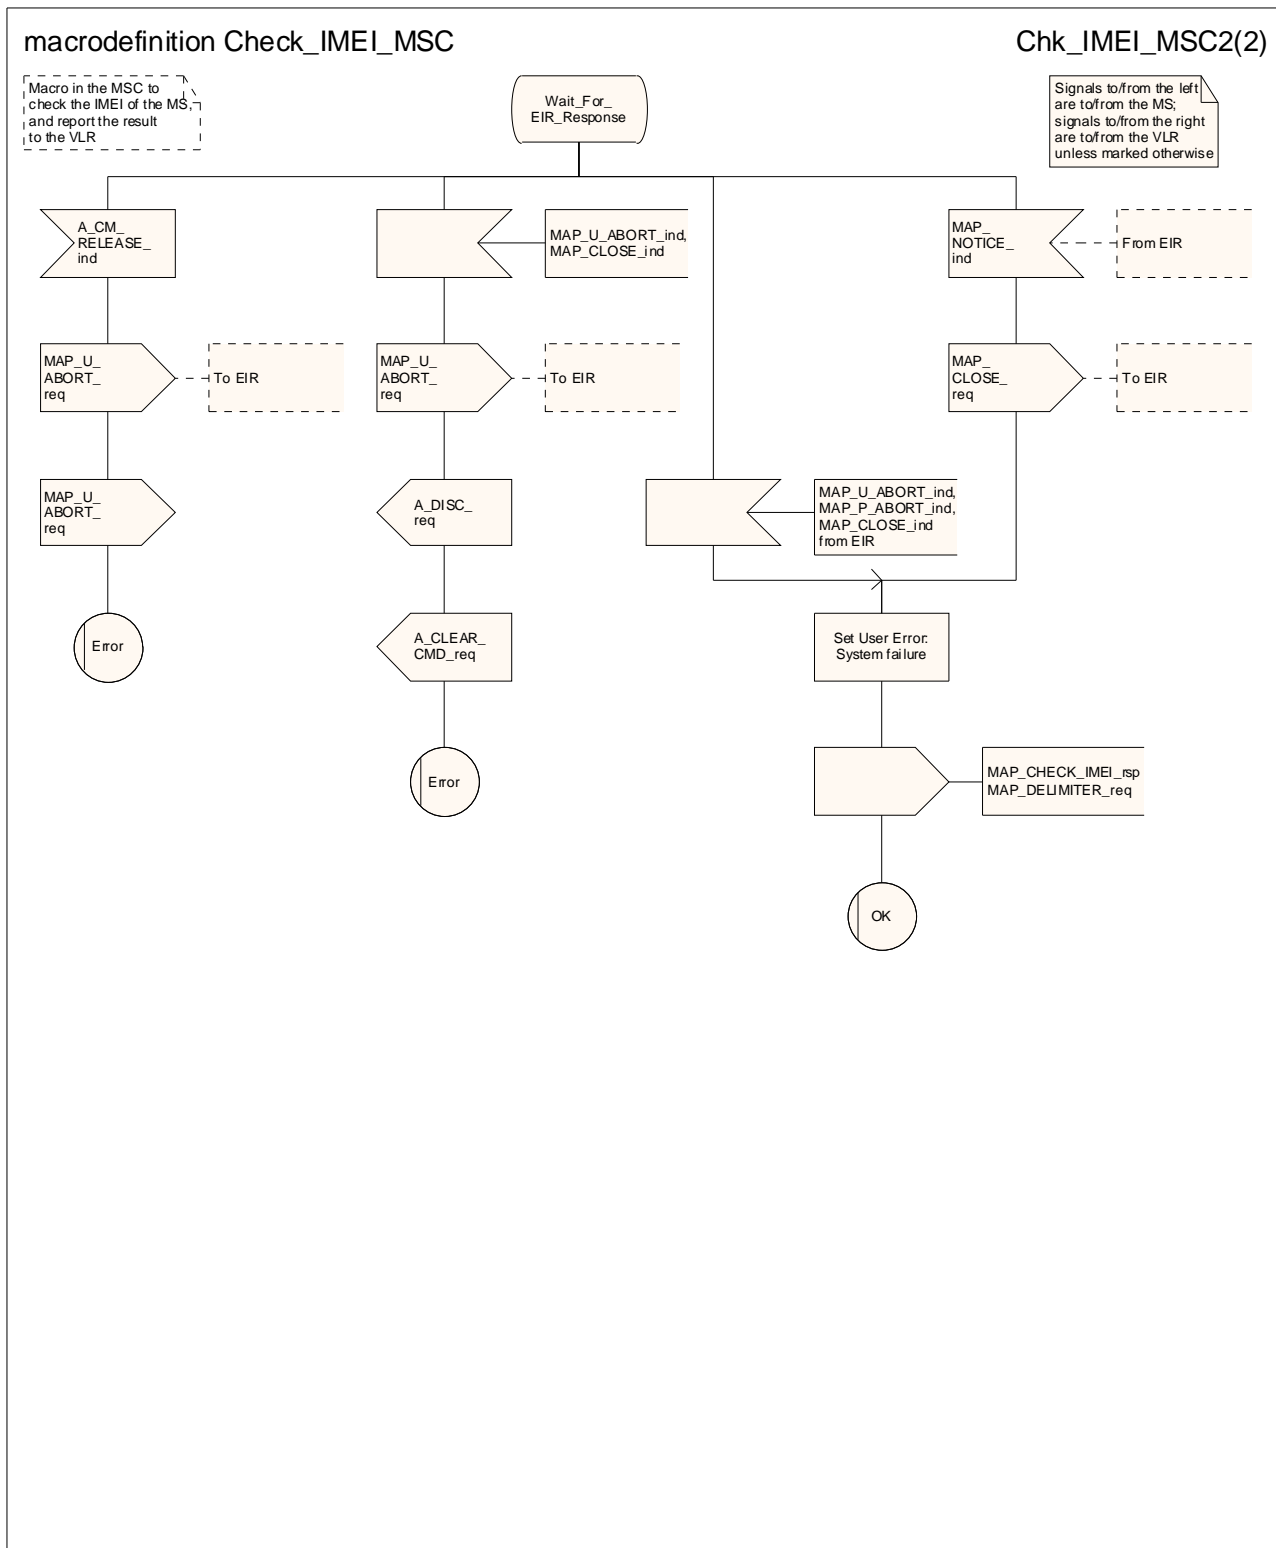 macrodefinition Check_IMEI_MSC
Chk_IMEI_MSC2(2)
Macro in the MSC to
check the IMEI of the MS,
and report the result
to the VLR
Wait_For_
EIR_Response
Signals to/from the left
are to/from the MS;
signals to/from the right
are to/from the VLR
unless marked otherwise
A_CM_
RELEASE_
ind
MAP_U_ABORT_ind,
MAP_CLOSE_ind
MAP_
NOTICE_
ind
From EIR
MAP_U_
ABORT_
req
To EIR
MAP_U_
ABORT_
req
To EIR
MAP_
CLOSE_
req
To EIR
MAP_U_
ABORT_
req
A_DISC_
req
MAP_U_ABORT_ind,
MAP_P_ABORT_ind,
MAP_CLOSE_ind
from EIR
Error
A_CLEAR_
CMD_req
Set User Error:
System failure
Error
MAP_CHECK_IMEI_rsp
MAP_DELIMITER_req
OK